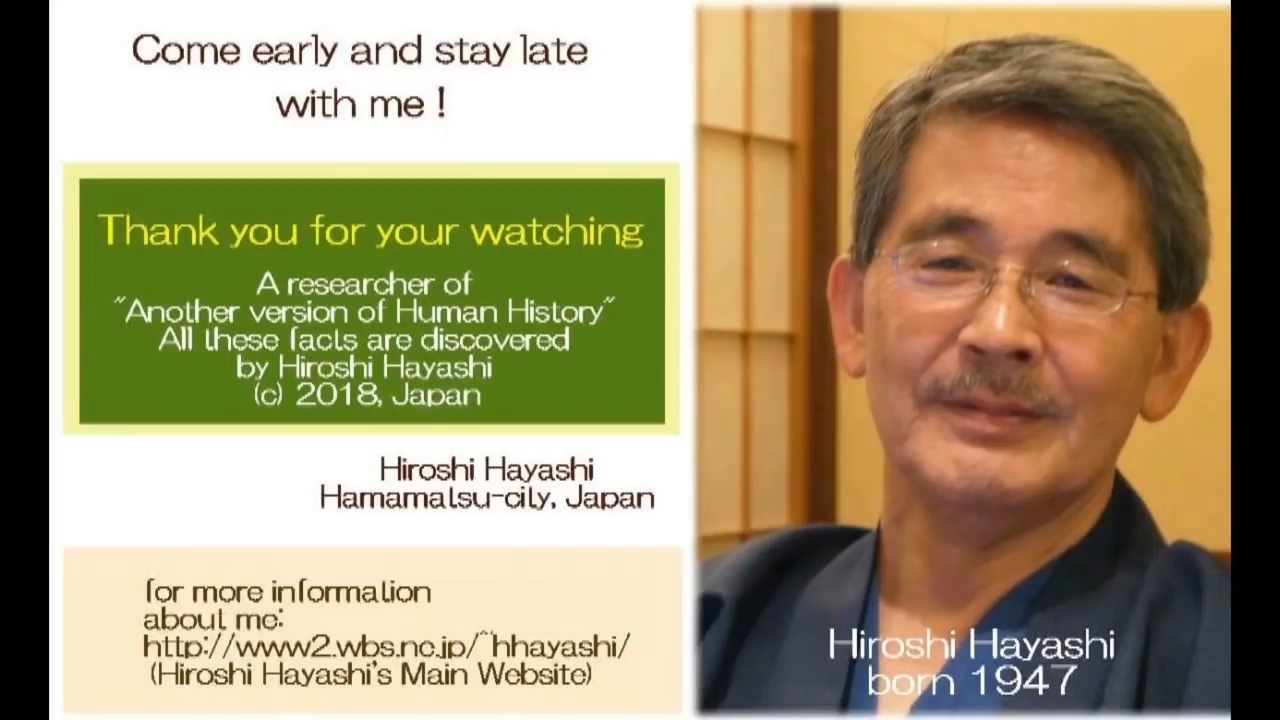 Come early and stay late
with me !
Thank you for your watching
A researcher of
"Another version of Human History"
All these facts are discovered
by Hiroshi Hayashi
(c) 2018, Japan
Hiroshi Hayashi
Hamamatsu-city, Japan
for more information
about me:
http://www2.wbs.ne.jp/~hhayashi/
(Hiroshi Hayashi's Main Website)
Hiroshi Hayashi
born 1947